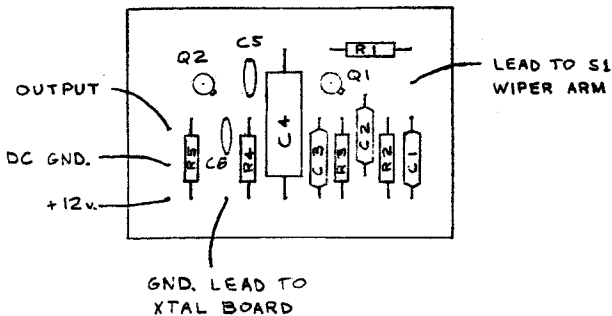 C5
R1
Q2
Q1
LEAD TO S1
WIPER ARM
OUTPUT
C4
C2
DC GND.
R5
C6
R4
C3
R3
R2
C1
+12v.
GND. LEAD TO
XTAL BOARD